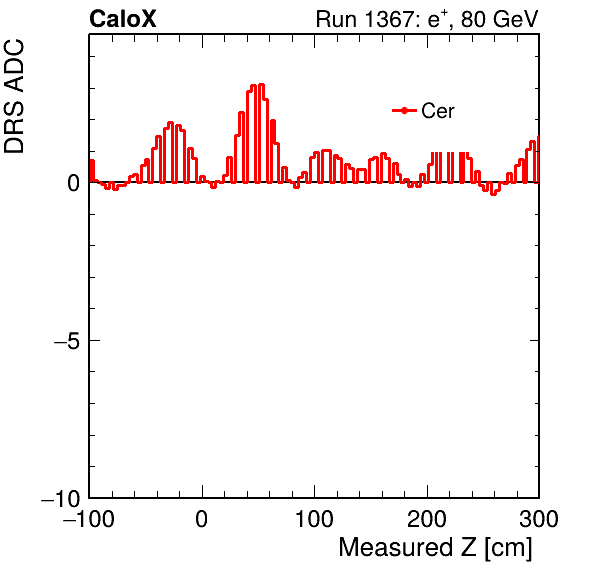 CaloX Run 1367: e⁺, 80 GeV
DRS ADC
Cer
0
−5
−10
−100 0 100 200 300
Measured Z [cm]